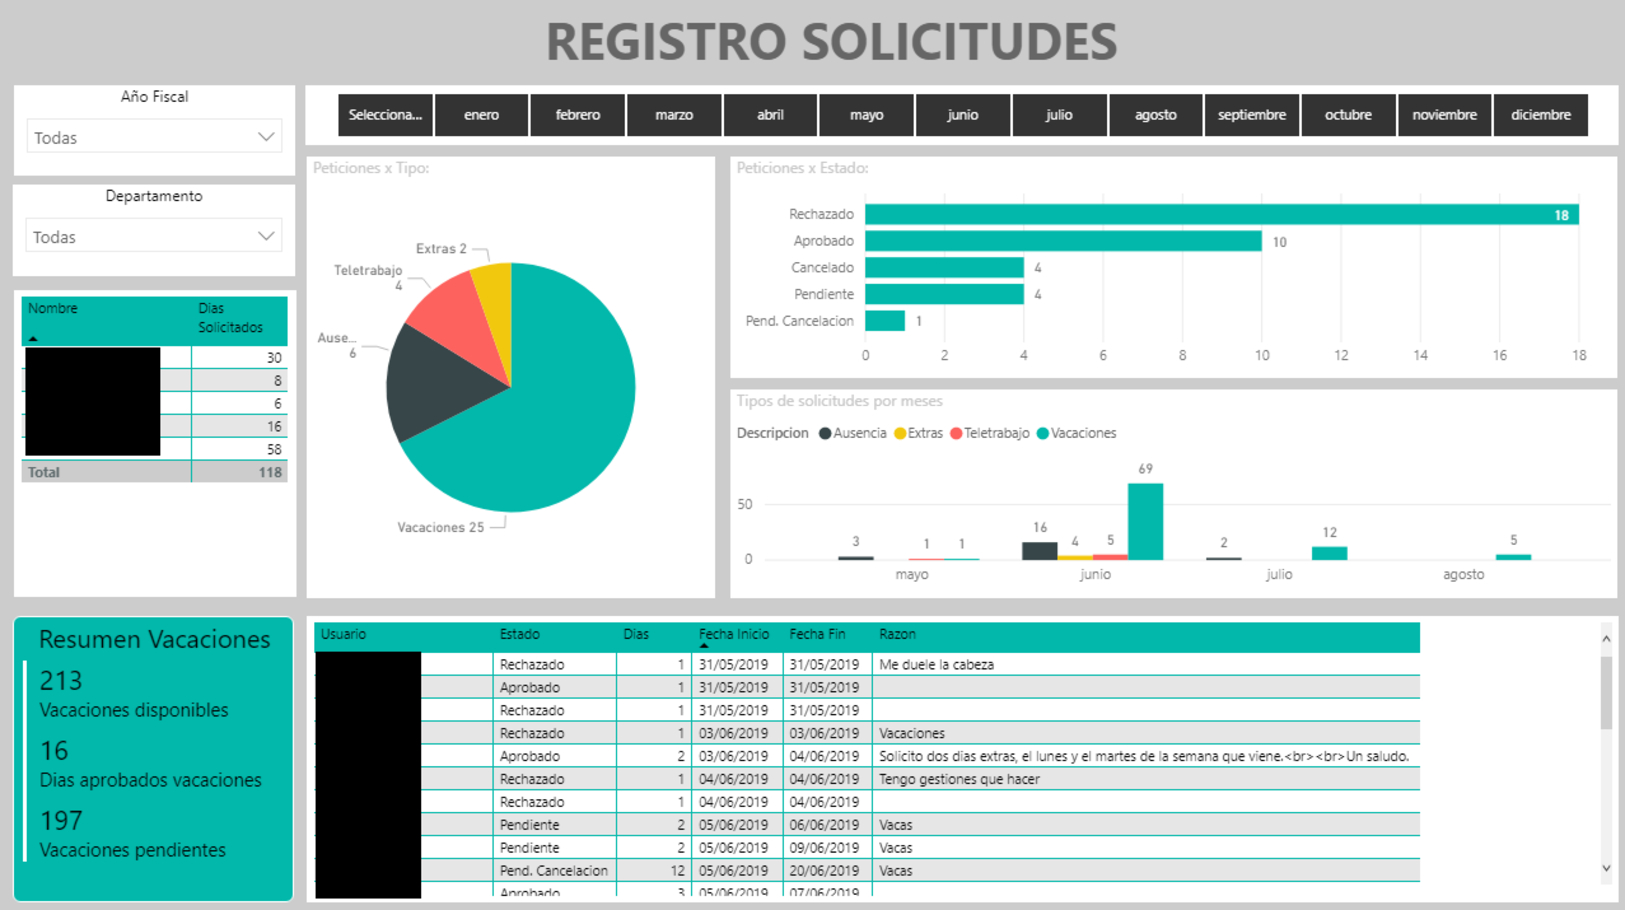 REGISTRO SOLICITUDES
Año Fiscal
Todas
Departamento
Todas
Selecciona... enero febrero marzo abril mayo junio julio agosto septiembre octubre noviembre diciembre
Nombre Dias
Solicitados
30
8
6
16
58
Total 118
Peticiones x Tipo:
Extras 2
Teletrabajo
4
Ause...
6
Vacaciones 25
Peticiones x Estado:
Rechazado 18
Aprobado 10
Cancelado 4
Pendiente 4
Pend. Cancelacion 1
0 2 4 6 8 10 12 14 16 18
Tipos de solicitudes por meses
Descripcion Ausencia Extras Teletrabajo Vacaciones
69
50
16
12
3 1 1 4 5 2 5
0
mayo junio julio agosto
Resumen Vacaciones
213
Vacaciones disponibles
16
Dias aprobados vacaciones
197
Vacaciones pendientes
Usuario Estado Dias Fecha Inicio Fecha Fin Razon
Rechazado 1 31/05/2019 31/05/2019 Me duele la cabeza
Aprobado 1 31/05/2019 31/05/2019
Rechazado 1 31/05/2019 31/05/2019
Rechazado 1 03/06/2019 03/06/2019 Vacaciones
Aprobado 2 03/06/2019 04/06/2019 Solicito dos dias extras, el lunes y el martes de la semana que viene.<br><br>Un saludo.
Rechazado 1 04/06/2019 04/06/2019 Tengo gestiones que hacer
Rechazado 1 04/06/2019 04/06/2019
Pendiente 2 05/06/2019 06/06/2019 Vacas
Pendiente 2 05/06/2019 09/06/2019 Vacas
Pend. Cancelacion 12 05/06/2019 20/06/2019 Vacas
Aprobado 3 05/06/2019 07/06/2019